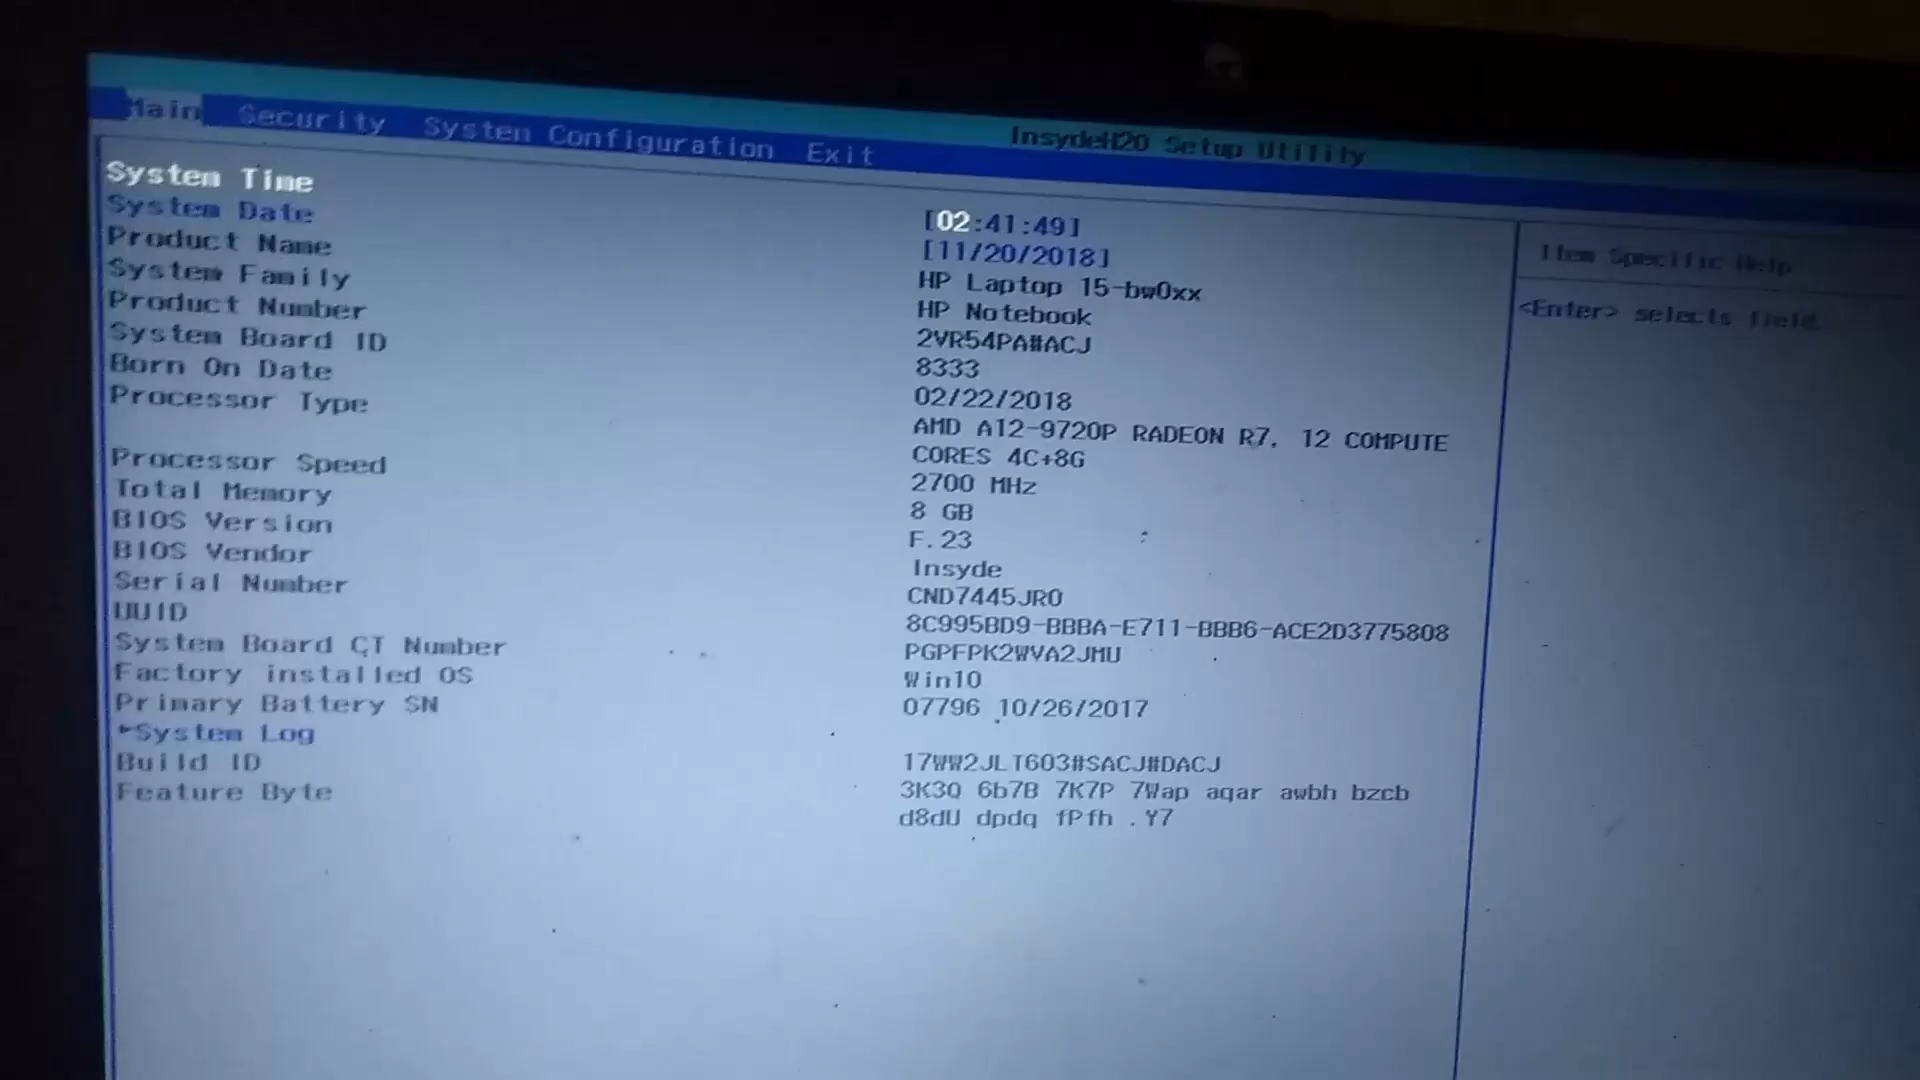 InsydeH20 Setup Utility
Main Security System Configuration Exit
System Time [02:41:49]
System Date [11/20/2018]
Product Name HP Laptop 15-bw0xx
System Family HP Notebook
Product Number 2VR54PA#ACJ
System Board ID 8333
Born On Date 02/22/2018
Processor Type AMD A12-9720P RADEON R7, 12 COMPUTE
CORES 4C+8G
Processor Speed 2700 MHz
Total Memory 8 GB
BIOS Version F.23
BIOS Vendor Insyde
Serial Number CND7445JR0
UUID 8C995BD9-BBBA-E711-BBB6-ACE2D3775808
System Board CT Number PGPFPK2WVA2JMU
Factory installed OS Win10
Primary Battery SN 07796 10/26/2017
►System Log
Build ID 17WW2JLT603#SACJ#DACJ
Feature Byte 3K3Q 6b7B 7K7P 7Wap aqar awbh bzcb
d8dU dpdq fPfh .Y7
Item Specific Help
<Enter> selects field.